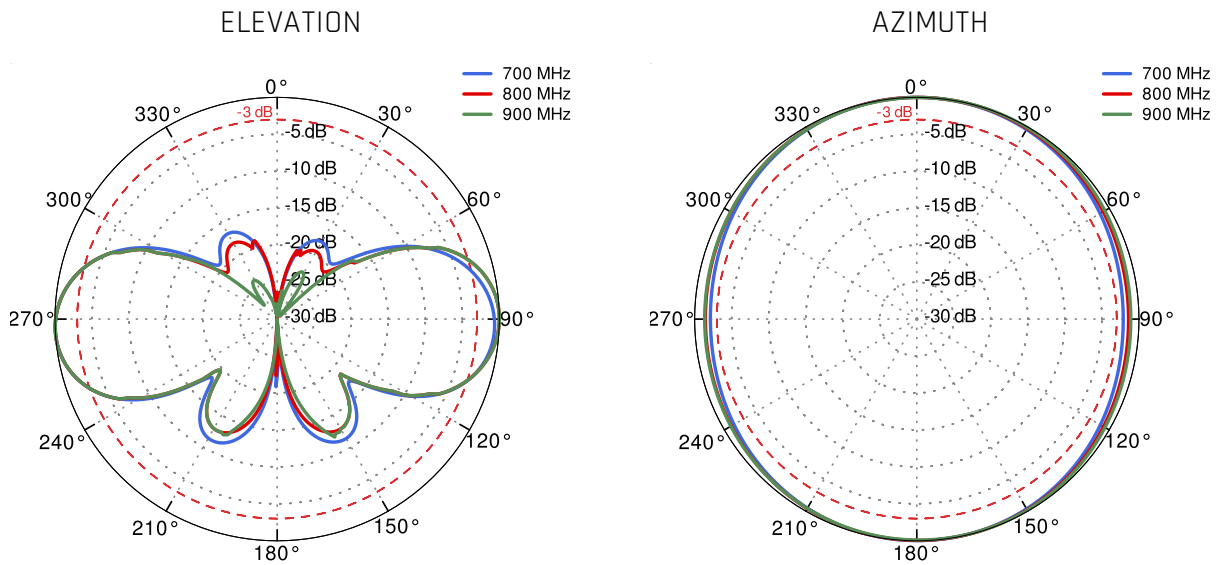 ELEVATION
700 MHz
800 MHz
900 MHz
0°
330°
-3 dB
30°
-5 dB
-10 dB
300°
60°
-15 dB
-20 dB
-25 dB
270°
-30 dB
90°
240°
120°
210°
150°
180°
AZIMUTH
700 MHz
800 MHz
900 MHz
0°
330°
-3 dB
30°
-5 dB
-10 dB
300°
60°
-15 dB
-20 dB
-25 dB
270°
-30 dB
90°
240°
120°
210°
150°
180°